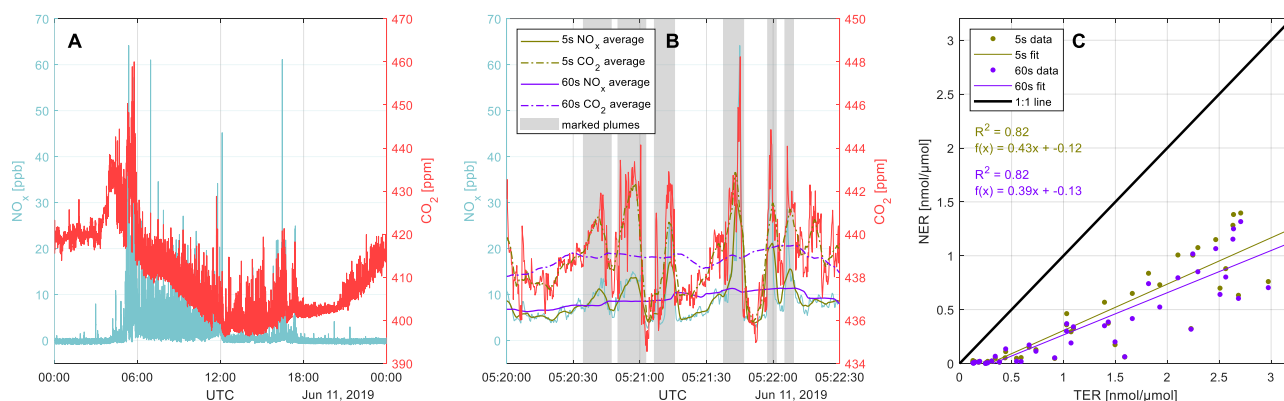 A
NOx [ppb]
70
60
50
40
30
20
10
0
470
460
450
440
430
420
410
400
390
CO2 [ppm]
00:00 06:00 12:00 18:00 00:00
UTC Jun 11, 2019
B
5s NOx average
5s CO2 average
60s NOx average
60s CO2 average
marked plumes
NOx [ppb]
70
60
50
40
30
20
10
0
450
448
446
444
442
440
438
436
434
CO2 [ppm]
05:20:00 05:20:30 05:21:00 05:21:30 05:22:00 05:22:30
UTC Jun 11, 2019
C
5s data
5s fit
60s data
60s fit
1:1 line
R2 = 0.82
f(x) = 0.43x + -0.12
R2 = 0.82
f(x) = 0.39x + -0.13
NER [nmol/μmol]
3
2.5
2
1.5
1
0.5
0
0 0.5 1 1.5 2 2.5 3
TER [nmol/μmol]